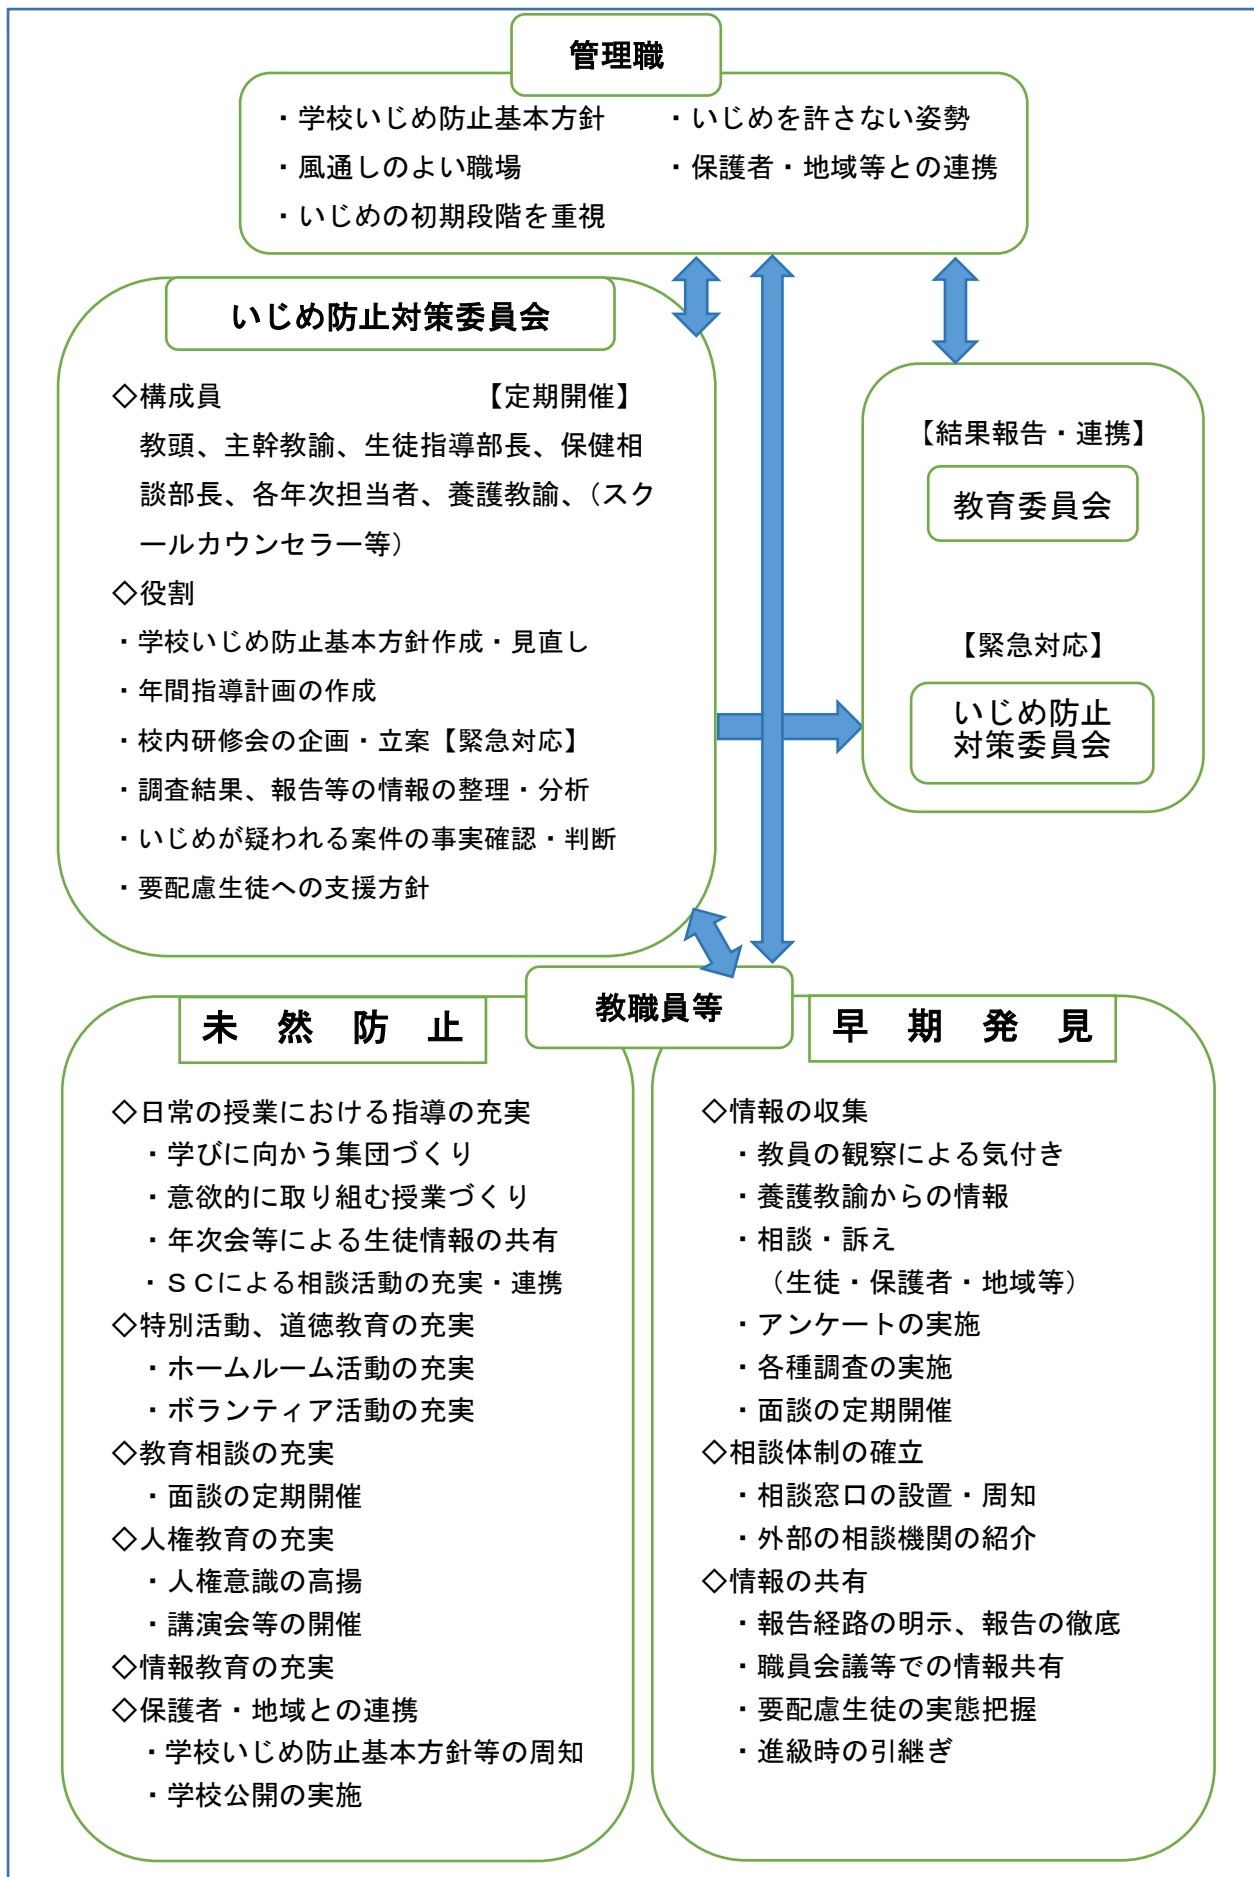 管理職
・学校いじめ防止基本方針　・いじめを許さない姿勢
・風通しのよい職場　・保護者・地域等との連携
・いじめの初期段階を重視
いじめ防止対策委員会
◇構成員　【定期開催】
教頭、主幹教諭、生徒指導部長、保健相
談部長、各年次担当者、養護教諭、（スク
ールカウンセラー等）
◇役割
・学校いじめ防止基本方針作成・見直し
・年間指導計画の作成
・校内研修会の企画・立案【緊急対応】
・調査結果、報告等の情報の整理・分析
・いじめが疑われる案件の事実確認・判断
・要配慮生徒への支援方針
【結果報告・連携】
教育委員会
【緊急対応】
いじめ防止
対策委員会
教職員等
未　然　防　止
◇日常の授業における指導の充実
・学びに向かう集団づくり
・意欲的に取り組む授業づくり
・年次会等による生徒情報の共有
・ＳＣによる相談活動の充実・連携
◇特別活動、道徳教育の充実
・ホームルーム活動の充実
・ボランティア活動の充実
◇教育相談の充実
・面談の定期開催
◇人権教育の充実
・人権意識の高揚
・講演会等の開催
◇情報教育の充実
◇保護者・地域との連携
・学校いじめ防止基本方針等の周知
・学校公開の実施
早　期　発　見
◇情報の収集
・教員の観察による気付き
・養護教諭からの情報
・相談・訴え
（生徒・保護者・地域等）
・アンケートの実施
・各種調査の実施
・面談の定期開催
◇相談体制の確立
・相談窓口の設置・周知
・外部の相談機関の紹介
◇情報の共有
・報告経路の明示、報告の徹底
・職員会議等での情報共有
・要配慮生徒の実態把握
・進級時の引継ぎ